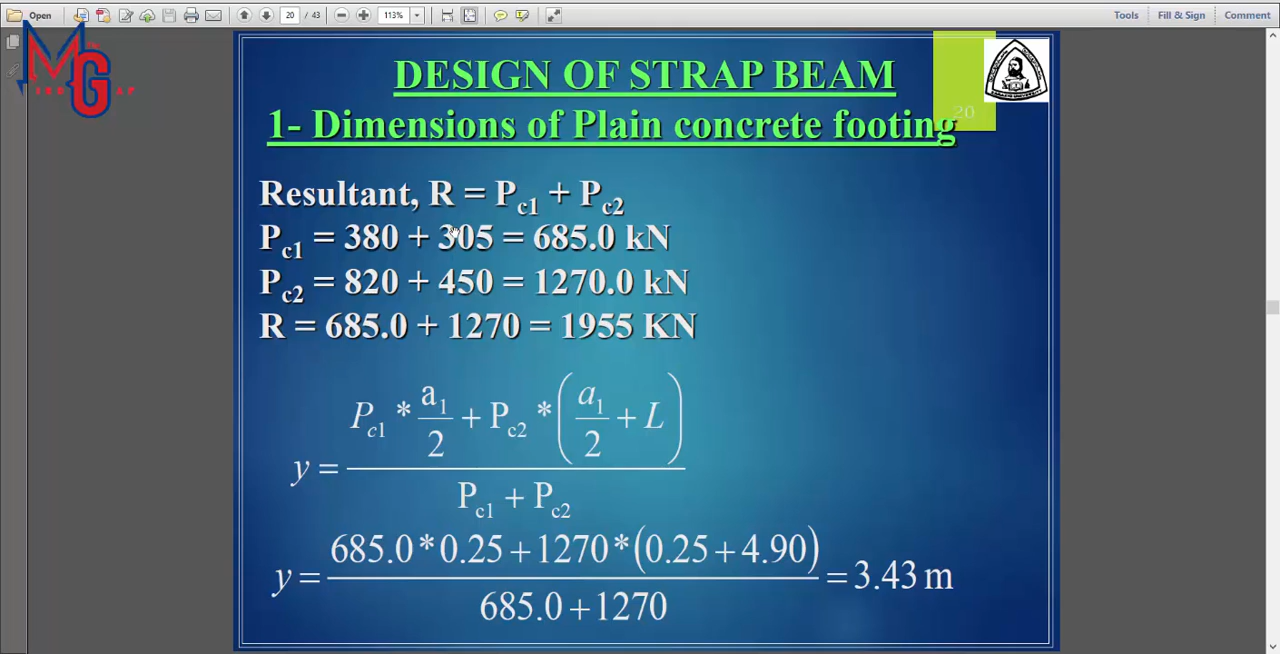 Open
20 / 43
113%
Tools
Fill & Sign
Comment
MG
DESIGN OF STRAP BEAM
1- Dimensions of Plain concrete footing
20
Resultant, R = Pc1 + Pc2
Pc1 = 380 + 305 = 685.0 kN
Pc2 = 820 + 450 = 1270.0 kN
R = 685.0 + 1270 = 1955 KN
y = (Pc1 * a1/2 + Pc2 * (a1/2 + L)) / (Pc1 + Pc2)
y = (685.0 * 0.25 + 1270 * (0.25 + 4.90)) / (685.0 + 1270) = 3.43 m